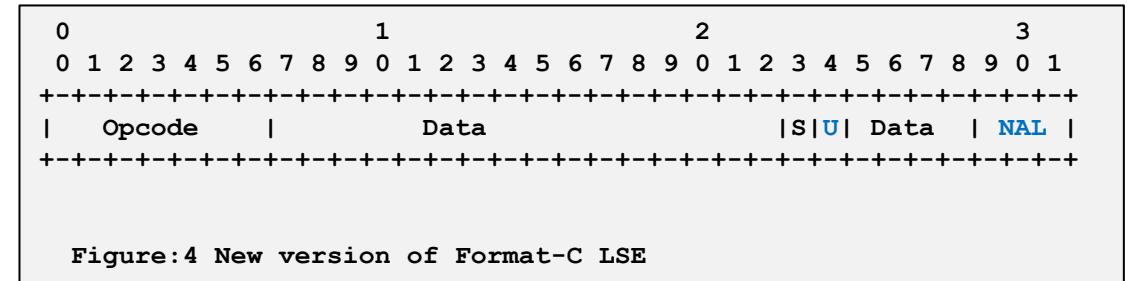 0                   1                   2                   3
0 1 2 3 4 5 6 7 8 9 0 1 2 3 4 5 6 7 8 9 0 1 2 3 4 5 6 7 8 9 0 1
+-+-+-+-+-+-+-+-+-+-+-+-+-+-+-+-+-+-+-+-+-+-+-+-+-+-+-+-+-+-+-+-+
|   Opcode    |         Data                  |S|U| Data  | NAL |
+-+-+-+-+-+-+-+-+-+-+-+-+-+-+-+-+-+-+-+-+-+-+-+-+-+-+-+-+-+-+-+-+
Figure:4 New version of Format-C LSE